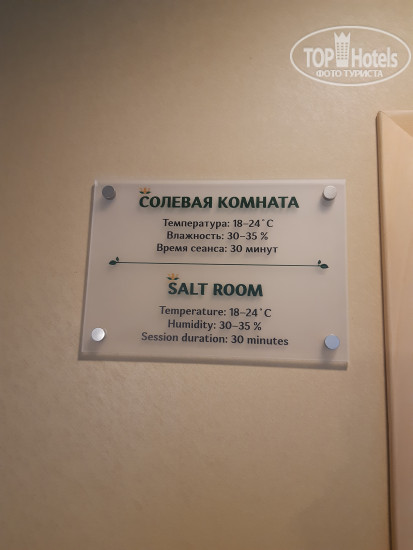 TOP Hotels
ФОТО ТУРИСТА
СОЛЕВАЯ КОМНАТА
Температура: 18–24˚С
Влажность: 30–35 %
Время сеанса: 30 минут
SALT ROOM
Temperature: 18–24˚C
Humidity: 30–35 %
Session duration: 30 minutes